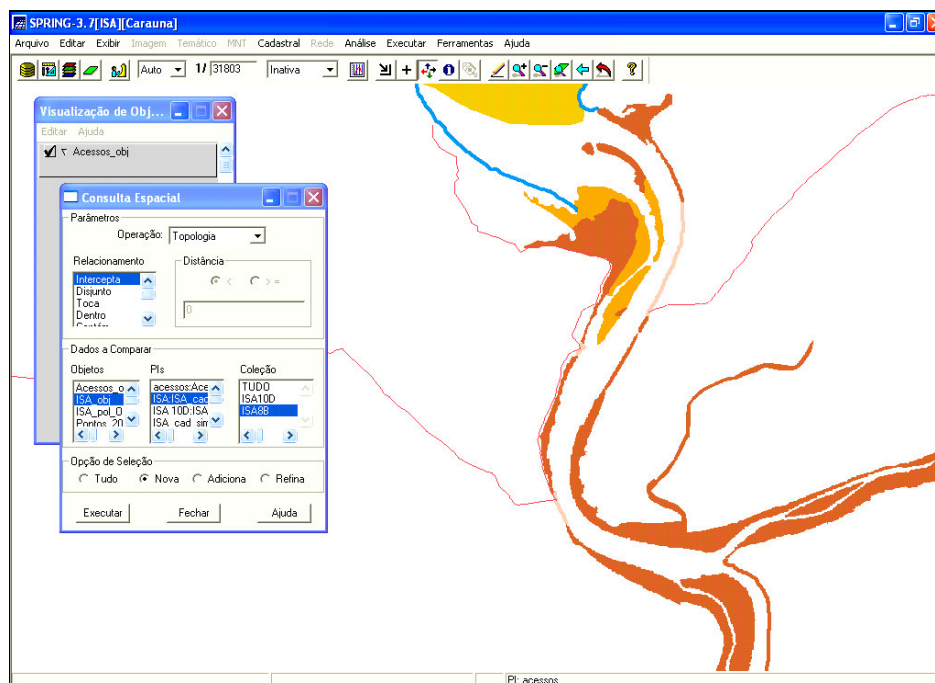 SPRING-3.7[ISA][Carauna]
Arquivo Editar Exibir Imagem Temático MNT Cadastral Rede Análise Executar Ferramentas Ajuda
Auto 1/ 31803 Inativa
Visualização de Obj...
Editar Ajuda
Acessos_obj
Consulta Espacial
Parâmetros
Operação: Topologia
Relacionamento
Distância
Intercepta
Disjunto
Toca
Dentro
< > =
0
Dados a Comparar
Objetos PIs Coleção
Acessos_o acessos:Ace TUDO
ISA_obj ISA:ISA_cad ISA10D
ISA_pol_0 ISA 10D:ISA ISA8B
Pontos_20 ISA_cad_sim
Opção de Seleção
Tudo Nova Adiciona Refina
Executar Fechar Ajuda
PI: acessos